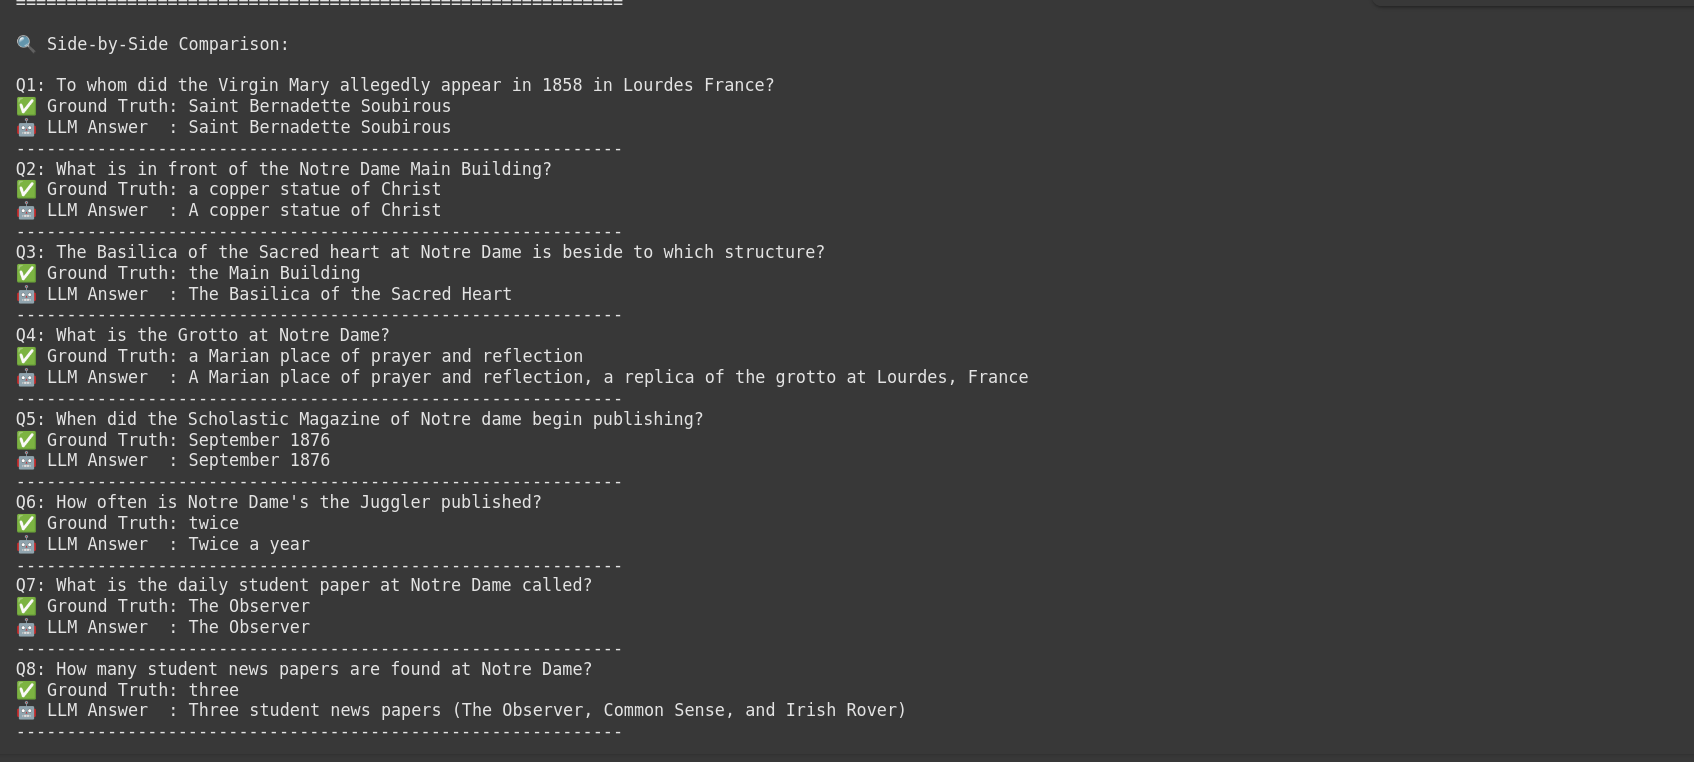 ============================================================
🔍 Side-by-Side Comparison:
Q1: To whom did the Virgin Mary allegedly appear in 1858 in Lourdes France?
✅ Ground Truth: Saint Bernadette Soubirous
🤖 LLM Answer  : Saint Bernadette Soubirous
------------------------------------------------------------
Q2: What is in front of the Notre Dame Main Building?
✅ Ground Truth: a copper statue of Christ
🤖 LLM Answer  : A copper statue of Christ
------------------------------------------------------------
Q3: The Basilica of the Sacred heart at Notre Dame is beside to which structure?
✅ Ground Truth: the Main Building
🤖 LLM Answer  : The Basilica of the Sacred Heart
------------------------------------------------------------
Q4: What is the Grotto at Notre Dame?
✅ Ground Truth: a Marian place of prayer and reflection
🤖 LLM Answer  : A Marian place of prayer and reflection, a replica of the grotto at Lourdes, France
------------------------------------------------------------
Q5: When did the Scholastic Magazine of Notre dame begin publishing?
✅ Ground Truth: September 1876
🤖 LLM Answer  : September 1876
------------------------------------------------------------
Q6: How often is Notre Dame's the Juggler published?
✅ Ground Truth: twice
🤖 LLM Answer  : Twice a year
------------------------------------------------------------
Q7: What is the daily student paper at Notre Dame called?
✅ Ground Truth: The Observer
🤖 LLM Answer  : The Observer
------------------------------------------------------------
Q8: How many student news papers are found at Notre Dame?
✅ Ground Truth: three
🤖 LLM Answer  : Three student news papers (The Observer, Common Sense, and Irish Rover)
------------------------------------------------------------